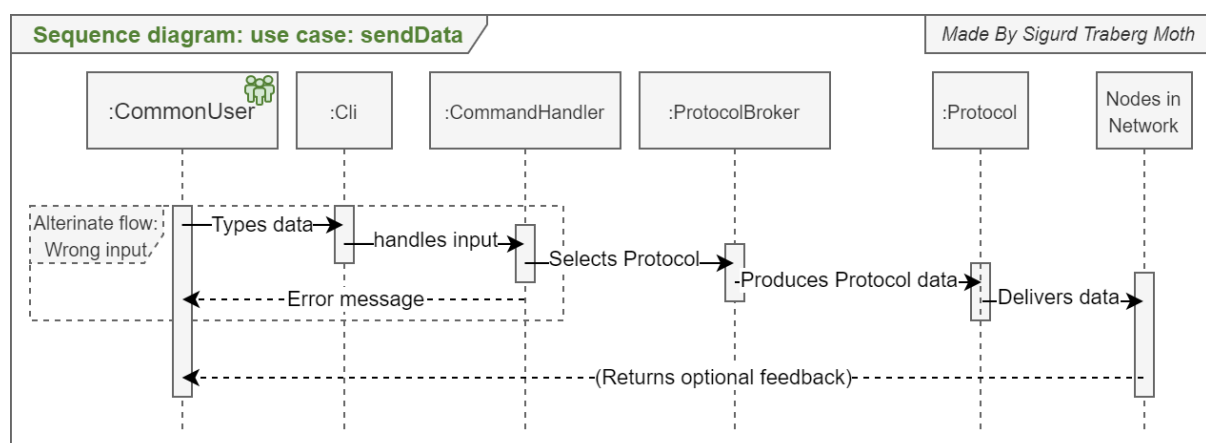 Sequence diagram: use case: sendData
Made By Sigurd Traberg Moth
:CommonUser
:Cli
:CommandHandler
:ProtocolBroker
:Protocol
Nodes in
Network
Alterinate flow:
Wrong input
Types data
handles input
Selects Protocol
Produces Protocol data
Delivers data
Error message
(Returns optional feedback)